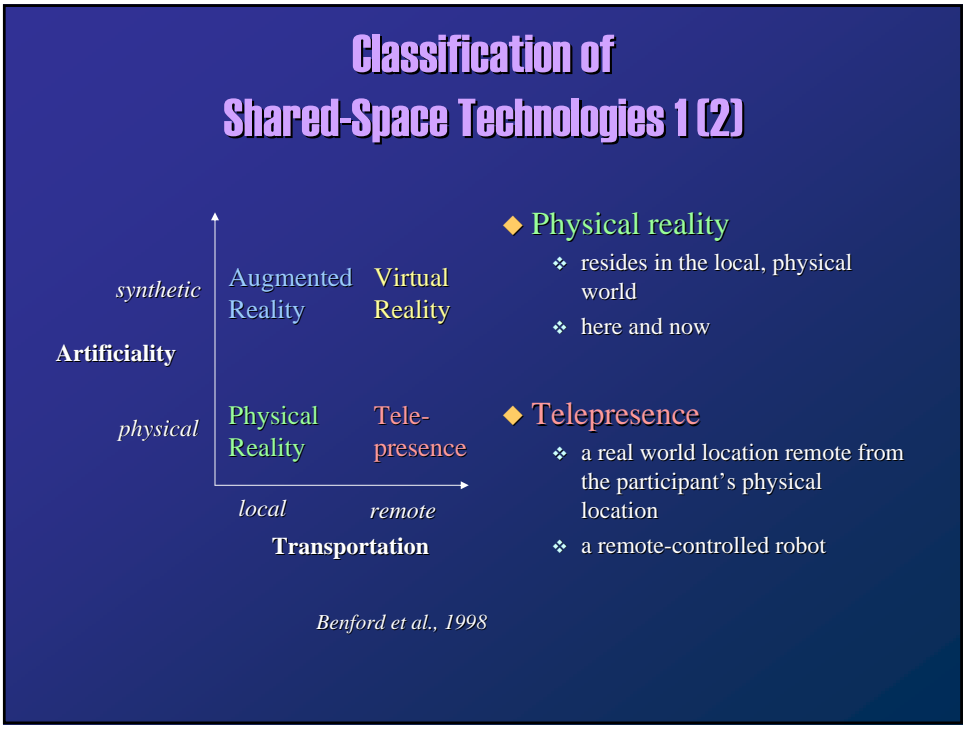 Classification of
Shared-Space Technologies 1 (2)
synthetic
Augmented
Reality
Virtual
Reality
Artificiality
physical
Physical
Reality
Tele-
presence
local
remote
Transportation
Benford et al., 1998
Physical reality
resides in the local, physical
world
here and now
Telepresence
a real world location remote from
the participant's physical
location
a remote-controlled robot